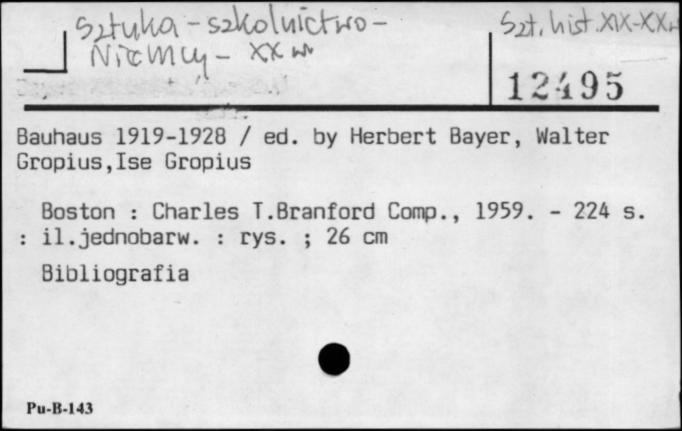 Sztuka - szkolnictwo -
Niemcy - XX w
Szt. hist. XIX-XX w
12495
Bauhaus 1919-1928 / ed. by Herbert Bayer, Walter
Gropius,Ise Gropius
Boston : Charles T.Branford Comp., 1959. - 224 s.
: il.jednobarw. : rys. ; 26 cm
Bibliografia
Pu-B-143